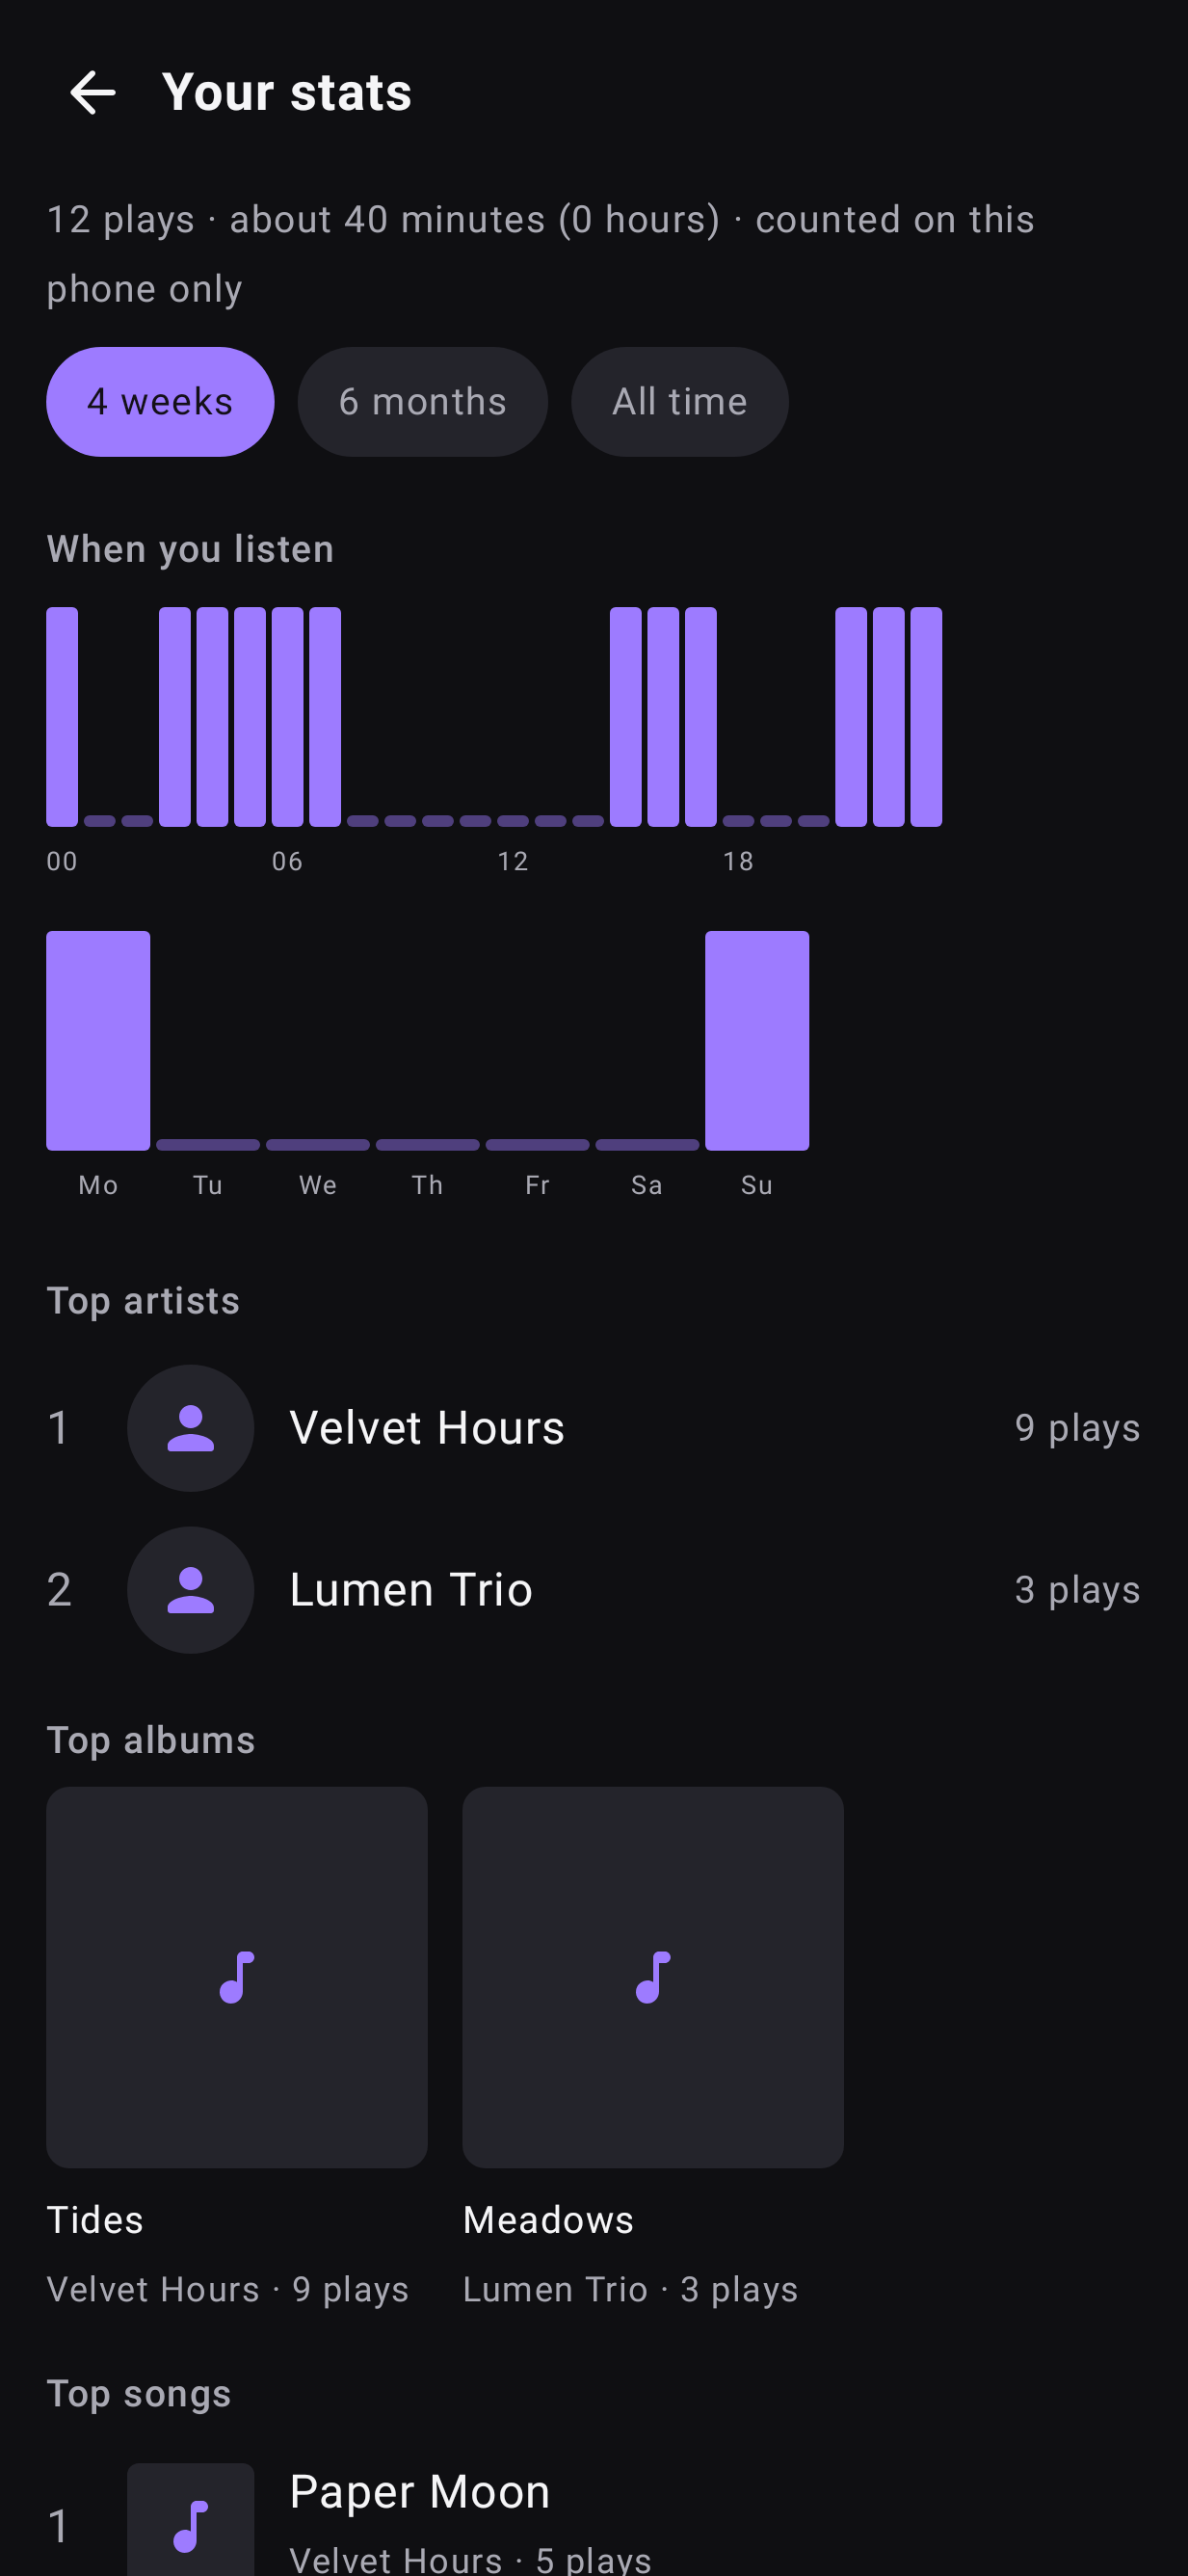 Your stats
12 plays · about 40 minutes (0 hours) · counted on this
phone only
4 weeks
6 months
All time
When you listen
00
06
12
18
Mo
Tu
We
Th
Fr
Sa
Su
Top artists
1
Velvet Hours
9 plays
2
Lumen Trio
3 plays
Top albums
Tides
Velvet Hours · 9 plays
Meadows
Lumen Trio · 3 plays
Top songs
1
Paper Moon
Velvet Hours · 5 plays